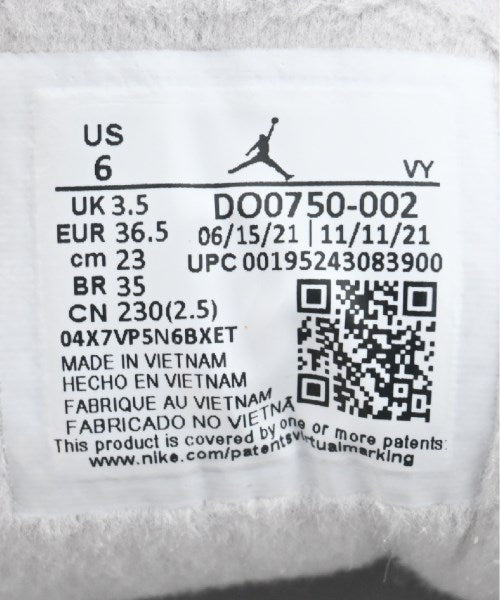 US
6
VY
UK 3.5
EUR 36.5
cm 23
BR 35
CN 230(2.5)
DO0750-002
06/15/21 | 11/11/21
UPC 00195243083900
04X7VP5N6BXET
MADE IN VIETNAM
HECHO EN VIETNAM
FABRIQUE AU VIETNAM
FABRICADO NO VIETNA
This product is covered by one or more patents:
www.nike.com/patentsvirtualmarking